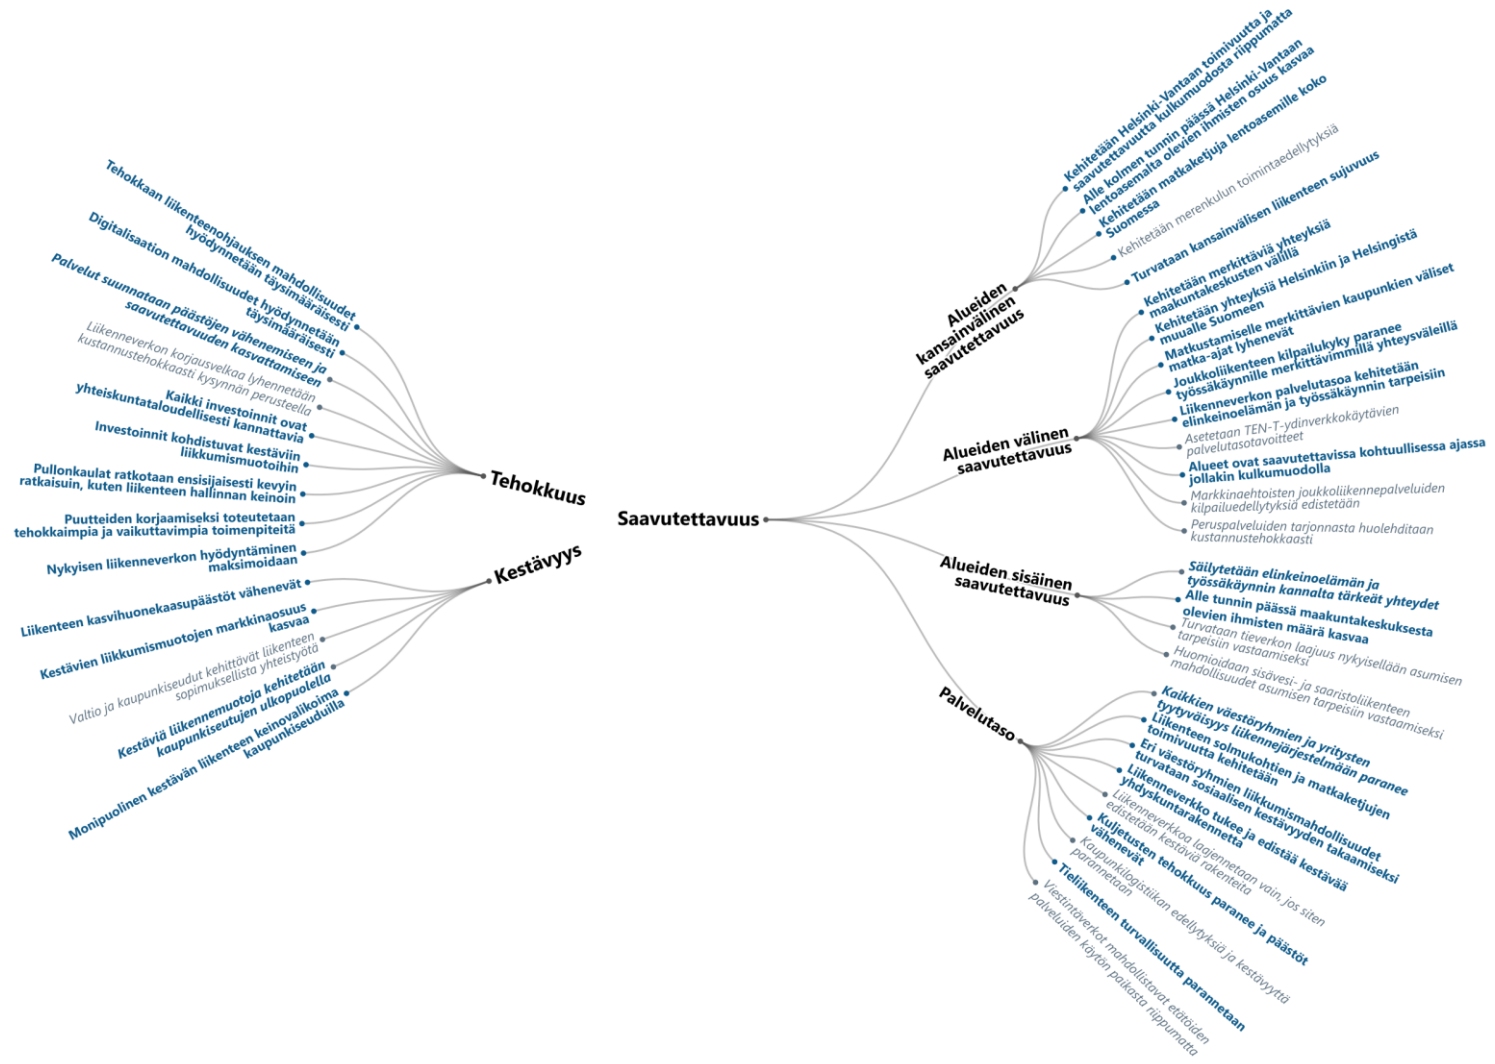 Tehokkaan liikenteenohjauksen mahdollisuudet
hyödynnetään täysimääräisesti
Digitalisaation mahdollisuudet hyödynnetään
täysimääräisesti
Palvelut suunnataan päästöjen vähenemiseen ja
saavutettavuuden kasvattamiseen
Liikenneverkon korjausvelkaa lyhennetään
kustannustehokkaasti kysynnän perusteella
Kaikki investoinnit ovat
yhteiskuntataloudellisesti kannattavia
Investoinnit kohdistuvat kestäviin
liikkumismuotoihin
Pullonkaulat ratkotaan ensisijaisesti kevyin
ratkaisuin, kuten liikenteen hallinnan keinoin
Puutteiden korjaamiseksi toteutetaan
tehokkaimpia ja vaikuttavimpia toimenpiteitä
Nykyisen liikenneverkon hyödyntäminen
maksimoidaan
Tehokkuus
Liikenteen kasvihuonekaasupäästöt vähenevät
Kestävien liikkumismuotojen markkinaosuus
kasvaa
Valtio ja kaupunkiseudut kehittävät liikenteen
sopimuksellista yhteistyötä
Kestäviä liikennemuotoja kehitetään
kaupunkiseutujen ulkopuolella
Monipuolinen kestävän liikenteen keinovalikoima
kaupunkiseuduilla
Kestävyys
Saavutettavuus
Alueiden
kansainvälinen
saavutettavuus
Kehitetään Helsinki-Vantaan toimivuutta ja
saavutettavuutta kulkumuodosta riippumatta
Alle kolmen tunnin päässä Helsinki-Vantaan
lentoasemalta olevien ihmisten osuus kasvaa
Kehitetään matkaketjuja lentoasemille koko
Suomessa
Kehitetään merenkulun toimintaedellytyksiä
Turvataan kansainvälisen liikenteen sujuvuus
Alueiden välinen
saavutettavuus
Kehitetään merkittäviä yhteyksiä
maakuntakeskusten välillä
Kehitetään yhteyksiä Helsinkiin ja Helsingistä
muualle Suomeen
Matkustamiselle merkittävien kaupunkien väliset
matka-ajat lyhenevät
Joukkoliikenteen kilpailukyky paranee
työssäkäynnille merkittävimmillä yhteysväleillä
Liikenneverkon palvelutasoa kehitetään
elinkeinoelämän ja työssäkäynnin tarpeisiin
Asetetaan TEN-T-ydinverkkokäytävien
palvelutasotavoitteet
Alueet ovat saavutettavissa kohtuullisessa ajassa
jollakin kulkumuodolla
Markkinaehtoisten joukkoliikennepalveluiden
kilpailuedellytyksiä edistetään
Peruspalveluiden tarjonnasta huolehditaan
kustannustehokkaasti
Alueiden sisäinen
saavutettavuus
Säilytetään elinkeinoelämän ja
työssäkäynnin kannalta tärkeät yhteydet
Alle tunnin päässä maakuntakeskuksesta
olevien ihmisten määrä kasvaa
Turvataan tieverkon laajuus nykyisellään asumisen
tarpeisiin vastaamiseksi
Huomioidaan sisävesi- ja saaristoliikenteen
mahdollisuudet asumisen tarpeisiin vastaamiseksi
Palvelutaso
Kaikkien väestöryhmien ja yritysten
tyytyväisyys liikennejärjestelmään paranee
Liikenteen solmukohtien ja matkaketjujen
toimivuutta kehitetään
Eri väestöryhmien liikkumismahdollisuudet
turvataan sosiaalisen kestävyyden takaamiseksi
Liikenneverkko tukee ja edistää kestävää
yhdyskuntarakennetta
Liikenneverkkoa laajennetaan vain, jos siten
edistetään kestäviä rakenteita
Kuljetusten tehokkuus paranee ja päästöt
vähenevät
Kaupunkilogistiikan edellytyksiä ja kestävyyttä
parannetaan
Tieliikenteen turvallisuutta parannetaan
Viestintäverkot mahdollistavat etätöiden
palveluiden käytön paikasta riippumatta